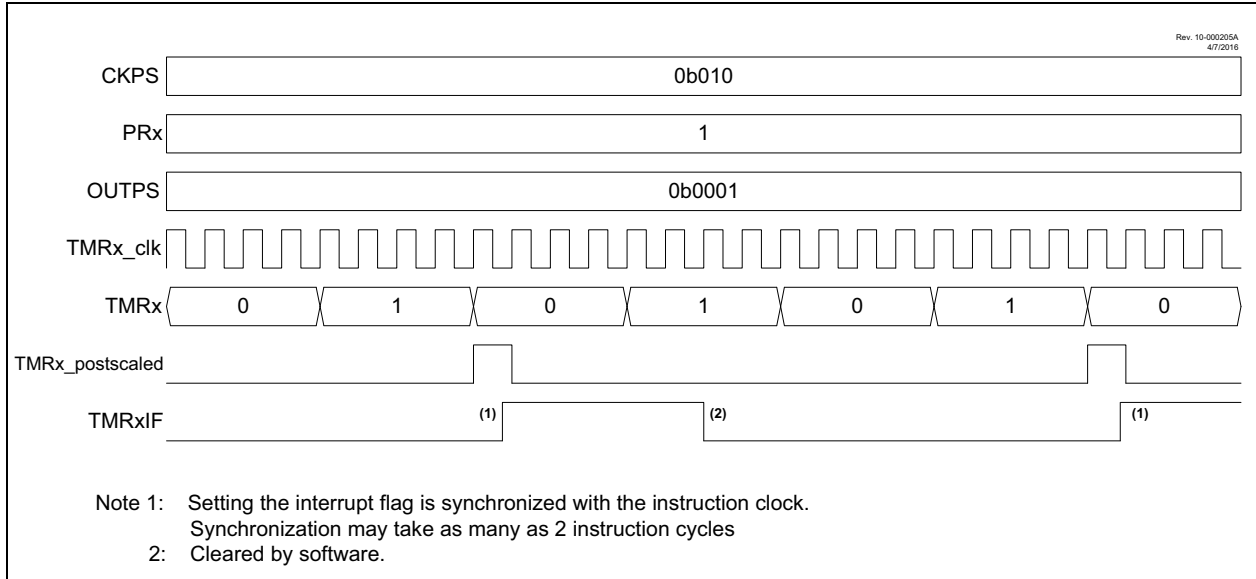 Rev. 10-000205A
4/7/2016
CKPS 0b010
PRx 1
OUTPS 0b0001
TMRx_clk
TMRx 0 1 0 1 0 1 0
TMRx_postscaled
TMRxIF (1) (2) (1)
Note 1: Setting the interrupt flag is synchronized with the instruction clock.
Synchronization may take as many as 2 instruction cycles
2: Cleared by software.